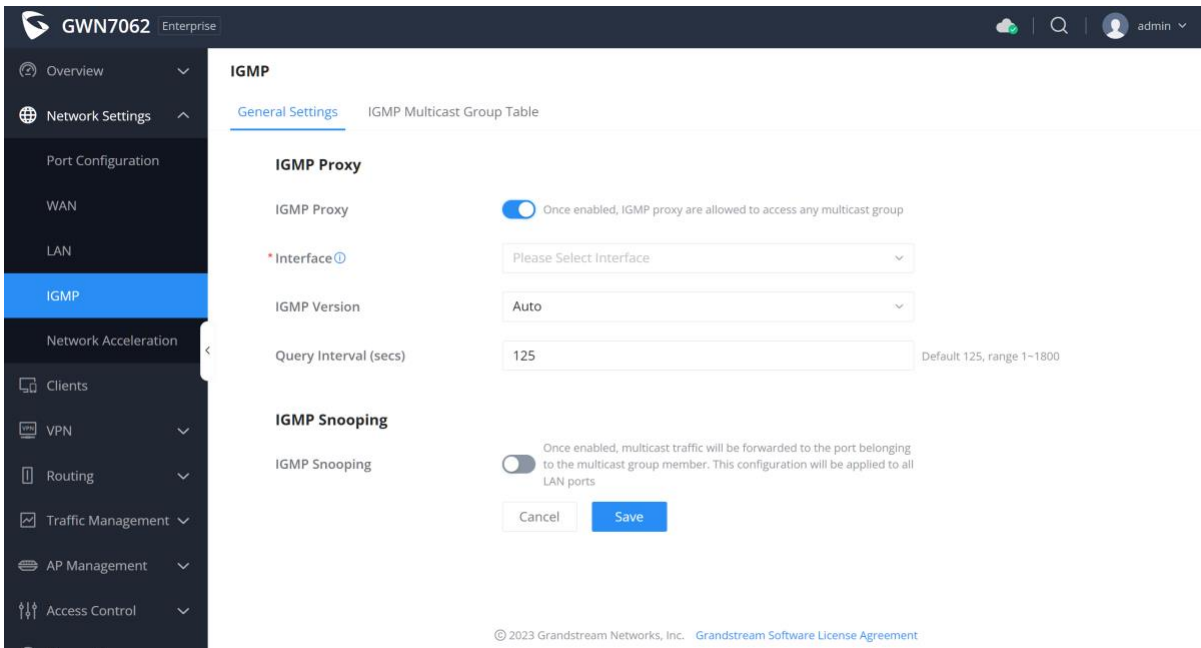 GWN7062 Enterprise
admin
Overview
Network Settings
Port Configuration
WAN
LAN
IGMP
Network Acceleration
Clients
VPN VPN
Routing
Traffic Management
AP Management
Access Control
IGMP
General Settings IGMP Multicast Group Table
IGMP Proxy
IGMP Proxy Once enabled, IGMP proxy are allowed to access any multicast group
* Interface Please Select Interface
IGMP Version Auto
Query Interval (secs) 125 Default 125, range 1~1800
IGMP Snooping
IGMP Snooping
Once enabled, multicast traffic will be forwarded to the port belonging
to the multicast group member. This configuration will be applied to all
LAN ports
Cancel Save
© 2023 Grandstream Networks, Inc. Grandstream Software License Agreement